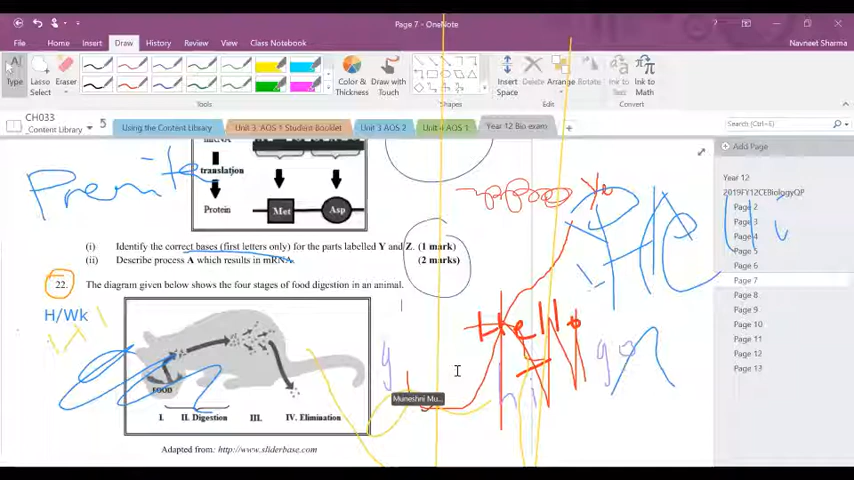 Page 7 - OneNote
Navneet Sharma
File Home Insert Draw History Review View Help Class Notebook
Type
Lasso Select
Eraser
Color & Thickness
Draw with Touch
Insert Space
Delete
Arrange
Rotate
Ink to Text
Ink to Math
Tools
Shapes
Edit
Convert
CH033
_Content Library
Using the Content Library
Unit 3. AOS 1 Student Booklet
Unit 3 AOS 2
Unit 4 AOS 1
Year 12 Bio exam
Search (Ctrl+E)
Add Page
Year 12
2019FY12CEBiologyQP
Page 2
Page 3
Page 4
Page 5
Page 6
Page 7
Page 8
Page 9
Page 10
Page 11
Page 12
Page 13
mRNA
translation
Protein
Met
Asp
(i) Identify the correct bases (first letters only) for the parts labelled Y and Z. (1 mark)
(ii) Describe process A which results in mRNA. (2 marks)
22. The diagram given below shows the four stages of food digestion in an animal.
H/Wk
FOOD
I. II. Digestion III. IV. Elimination
Adapted from: http://www.sliderbase.com
Muneshni Mu...
hi